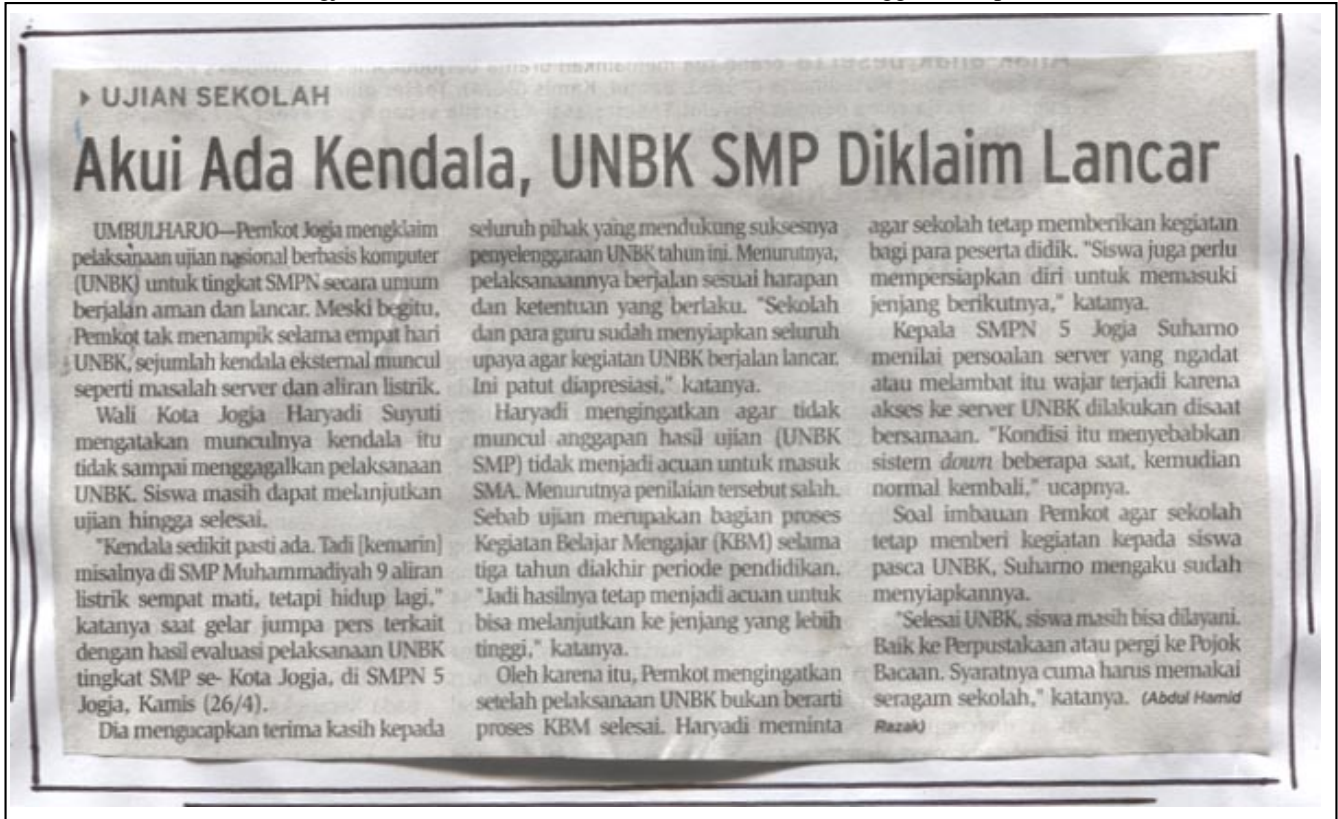 ▸ UJIAN SEKOLAH
Akui Ada Kendala, UNBK SMP Diklaim Lancar
UMBULHARJO—Pemkot Jogja mengklaim
pelaksanaan ujian nasional berbasis komputer
(UNBK) untuk tingkat SMPN secara umum
berjalan aman dan lancar. Meski begitu,
Pemkot tak menampik selama empat hari
UNBK, sejumlah kendala eksternal muncul
seperti masalah server dan aliran listrik.
Wali Kota Jogja Haryadi Suyuti
mengatakan munculnya kendala itu
tidak sampai menggagalkan pelaksanaan
UNBK. Siswa masih dapat melanjutkan
ujian hingga selesai.
"Kendala sedikit pasti ada. Tadi [kemarin]
misalnya di SMP Muhammadiyah 9 aliran
listrik sempat mati, tetapi hidup lagi,"
katanya saat gelar jumpa pers terkait
dengan hasil evaluasi pelaksanaan UNBK
tingkat SMP se- Kota Jogja, di SMPN 5
Jogja, Kamis (26/4).
Dia mengucapkan terima kasih kepada
seluruh pihak yang mendukung suksesnya
penyelenggaraan UNBK tahun ini. Menurutnya,
pelaksanaannya berjalan sesuai harapan
dan ketentuan yang berlaku. "Sekolah
dan para guru sudah menyiapkan seluruh
upaya agar kegiatan UNBK berjalan lancar.
Ini patut diapresiasi," katanya.
Haryadi mengingatkan agar tidak
muncul anggapan hasil ujian (UNBK
SMP) tidak menjadi acuan untuk masuk
SMA. Menurutnya penilaian tersebut salah.
Sebab ujian merupakan bagian proses
Kegiatan Belajar Mengajar (KBM) selama
tiga tahun diakhir periode pendidikan.
"Jadi hasilnya tetap menjadi acuan untuk
bisa melanjutkan ke jenjang yang lebih
tinggi," katanya.
Oleh karena itu, Pemkot mengingatkan
setelah pelaksanaan UNBK bukan berarti
proses KBM selesai. Haryadi meminta
agar sekolah tetap memberikan kegiatan
bagi para peserta didik. "Siswa juga perlu
mempersiapkan diri untuk memasuki
jenjang berikutnya," katanya.
Kepala SMPN 5 Jogja Suharno
menilai persoalan server yang ngadat
atau melambat itu wajar terjadi karena
akses ke server UNBK dilakukan disaat
bersamaan. "Kondisi itu menyebabkan
sistem down beberapa saat, kemudian
normal kembali," ucapnya.
Soal imbauan Pemkot agar sekolah
tetap menberi kegiatan kepada siswa
pasca UNBK, Suharno mengaku sudah
menyiapkannya.
"Selesai UNBK, siswa masih bisa dilayani.
Baik ke Perpustakaan atau pergi ke Pojok
Bacaan. Syaratnya cuma harus memakai
seragam sekolah," katanya. (Abdul Hamid
Razak)